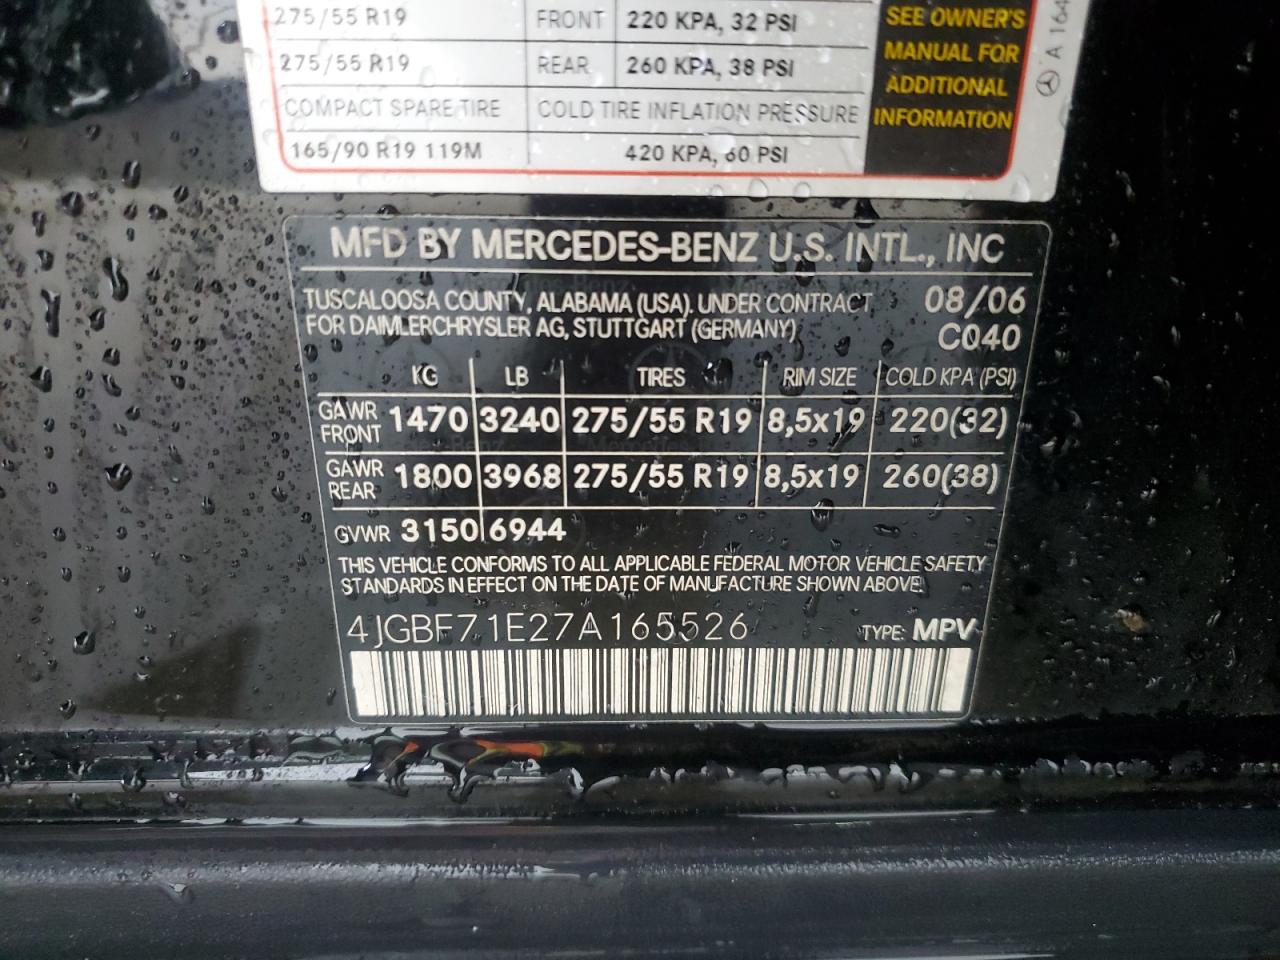 275/55 R19 FRONT 220 KPA, 32 PSI
275/55 R19 REAR 260 KPA, 38 PSI
COMPACT SPARE TIRE COLD TIRE INFLATION PRESSURE
165/90 R19 119M 420 KPA, 60 PSI
SEE OWNER'S
MANUAL FOR
ADDITIONAL
INFORMATION
A 164
MFD BY MERCEDES-BENZ U.S. INTL., INC
TUSCALOOSA COUNTY, ALABAMA (USA). UNDER CONTRACT 08/06
FOR DAIMLERCHRYSLER AG, STUTTGART (GERMANY) C040
KG LB TIRES RIM SIZE COLD KPA (PSI)
GAWR FRONT 1470 3240 275/55 R19 8,5x19 220(32)
GAWR REAR 1800 3968 275/55 R19 8,5x19 260(38)
GVWR 3150 6944
THIS VEHICLE CONFORMS TO ALL APPLICABLE FEDERAL MOTOR VEHICLE SAFETY
STANDARDS IN EFFECT ON THE DATE OF MANUFACTURE SHOWN ABOVE.
4JGBF71E27A165526 TYPE: MPV